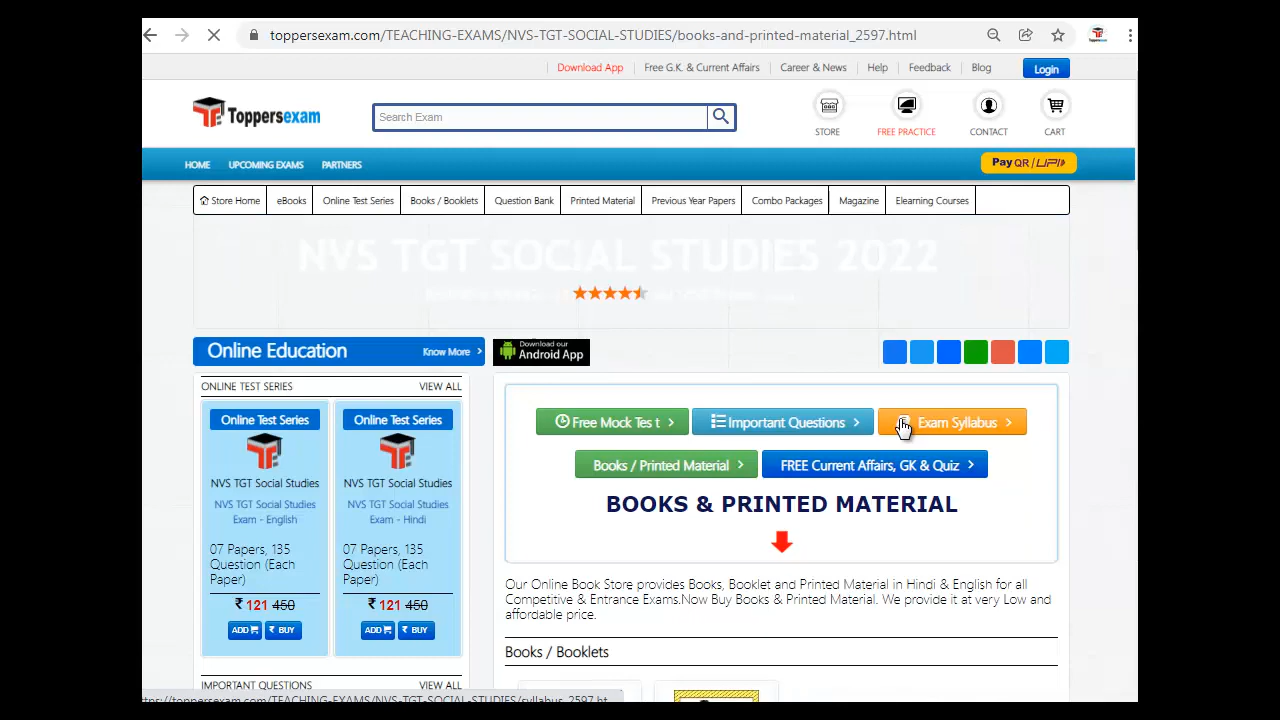 toppersexam.com/TEACHING-EXAMS/NVS-TGT-SOCIAL-STUDIES/books-and-printed-material_2597.html
Download App Free G.K. & Current Affairs Career & News Help Feedback Blog Login
Toppersexam
Search Exam
STORE FREE PRACTICE CONTACT CART
HOME UPCOMING EXAMS PARTNERS
Pay QR/UPI
Store Home eBooks Online Test Series Books / Booklets Question Bank Printed Material Previous Year Papers Combo Packages Magazine Elearning Courses
NVS TGT SOCIAL STUDIES 2022
Online Education Know More >
Download our
Android App
ONLINE TEST SERIES VIEW ALL
Online Test Series
NVS TGT Social Studies
NVS TGT Social Studies
Exam - English
07 Papers, 135
Question (Each
Paper)
₹ 121 450
ADD ₹ BUY
Online Test Series
NVS TGT Social Studies
NVS TGT Social Studies
Exam - Hindi
07 Papers, 135
Question (Each
Paper)
₹ 121 450
ADD ₹ BUY
IMPORTANT QUESTIONS VIEW ALL
Free Mock Test > Important Questions > Exam Syllabus >
Books / Printed Material > FREE Current Affairs, GK & Quiz >
BOOKS & PRINTED MATERIAL
Our Online Book Store provides Books, Booklet and Printed Material in Hindi & English for all
Competitive & Entrance Exams.Now Buy Books & Printed Material. We provide it at very Low and
affordable price.
Books / Booklets
ttps://toppersexam.com/TEACHING-EXAMS/NVS-TGT-SOCIAL-STUDIES/syllabus_2597.ht